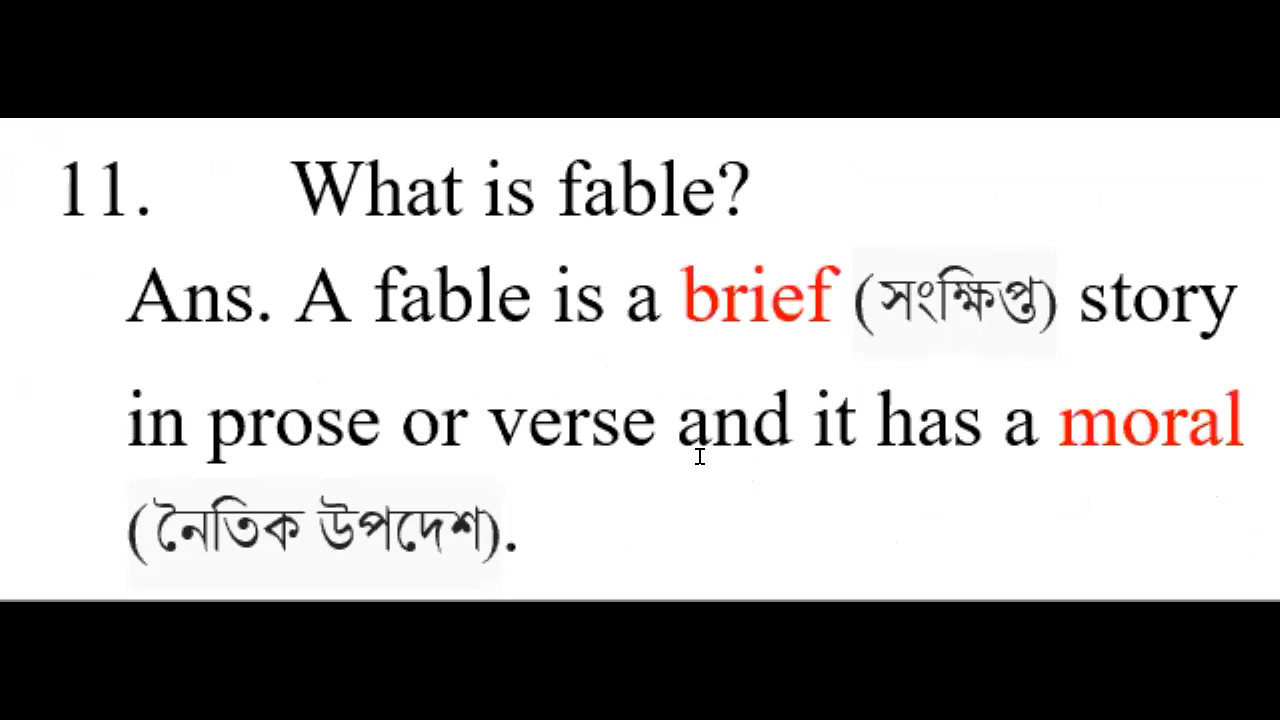 11. What is fable?
Ans. A fable is a brief (সংক্ষিপ্ত) story
in prose or verse and it has a moral
(নৈতিক উপদেশ).